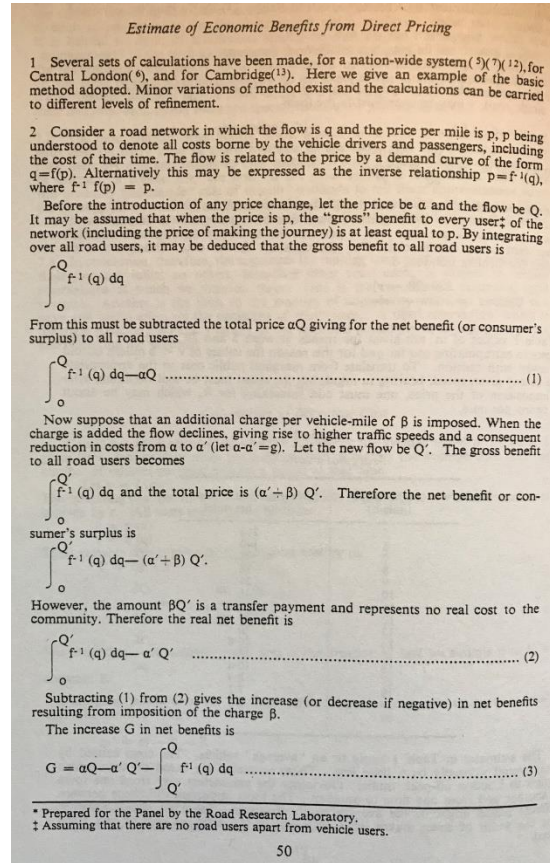 Estimate of Economic Benefits from Direct Pricing
1 Several sets of calculations have been made, for a nation-wide system (⁵)(⁷)(¹²), for
Central London(⁶), and for Cambridge(¹³). Here we give an example of the basic
method adopted. Minor variations of method exist and the calculations can be carried
to different levels of refinement.
2 Consider a road network in which the flow is q and the price per mile is p, p being
understood to denote all costs borne by the vehicle drivers and passengers, including
the cost of their time. The flow is related to the price by a demand curve of the form
q=f(p). Alternatively this may be expressed as the inverse relationship p=f-¹(q),
where f-¹ f(p) = p.
Before the introduction of any price change, let the price be α and the flow be Q.
It may be assumed that when the price is p, the "gross" benefit to every user‡ of the
network (including the price of making the journey) is at least equal to p. By integrating
over all road users, it may be deduced that the gross benefit to all road users is
Q
∫ f-¹ (q) dq
o
From this must be subtracted the total price αQ giving for the net benefit (or consumer's
surplus) to all road users
Q
∫ f-¹ (q) dq—αQ .......................................................... (1)
o
Now suppose that an additional charge per vehicle-mile of β is imposed. When the
charge is added the flow declines, giving rise to higher traffic speeds and a consequent
reduction in costs from α to α′ (let α-α′=g). Let the new flow be Q′. The gross benefit
to all road users becomes
Q′
∫ f-¹ (q) dq and the total price is (α′÷β) Q′. Therefore the net benefit or con-
o
sumer's surplus is
Q′
∫ f-¹ (q) dq— (α′÷β) Q′.
o
However, the amount βQ′ is a transfer payment and represents no real cost to the
community. Therefore the real net benefit is
Q′
∫ f-¹ (q) dq— α′ Q′ .......................................................... (2)
o
Subtracting (1) from (2) gives the increase (or decrease if negative) in net benefits
resulting from imposition of the charge β.
The increase G in net benefits is
Q
G = αQ—α′ Q′— ∫ f-¹ (q) dq .......................................... (3)
Q′
* Prepared for the Panel by the Road Research Laboratory.
‡ Assuming that there are no road users apart from vehicle users.
50